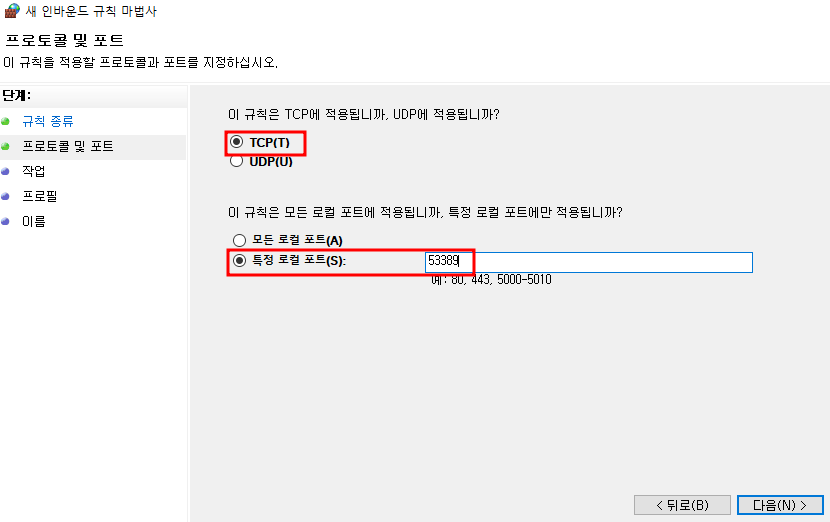 새 인바운드 규칙 마법사
프로토콜 및 포트
이 규칙을 적용할 프로토콜과 포트를 지정하십시오.
단계:
규칙 종류
프로토콜 및 포트
작업
프로필
이름
이 규칙은 TCP에 적용됩니까, UDP에 적용됩니까?
TCP(T)
UDP(U)
이 규칙은 모든 로컬 포트에 적용됩니까, 특정 로컬 포트에만 적용됩니까?
모든 로컬 포트(A)
특정 로컬 포트(S): 53389
예: 80, 443, 5000-5010
< 뒤로(B) 다음(N) >